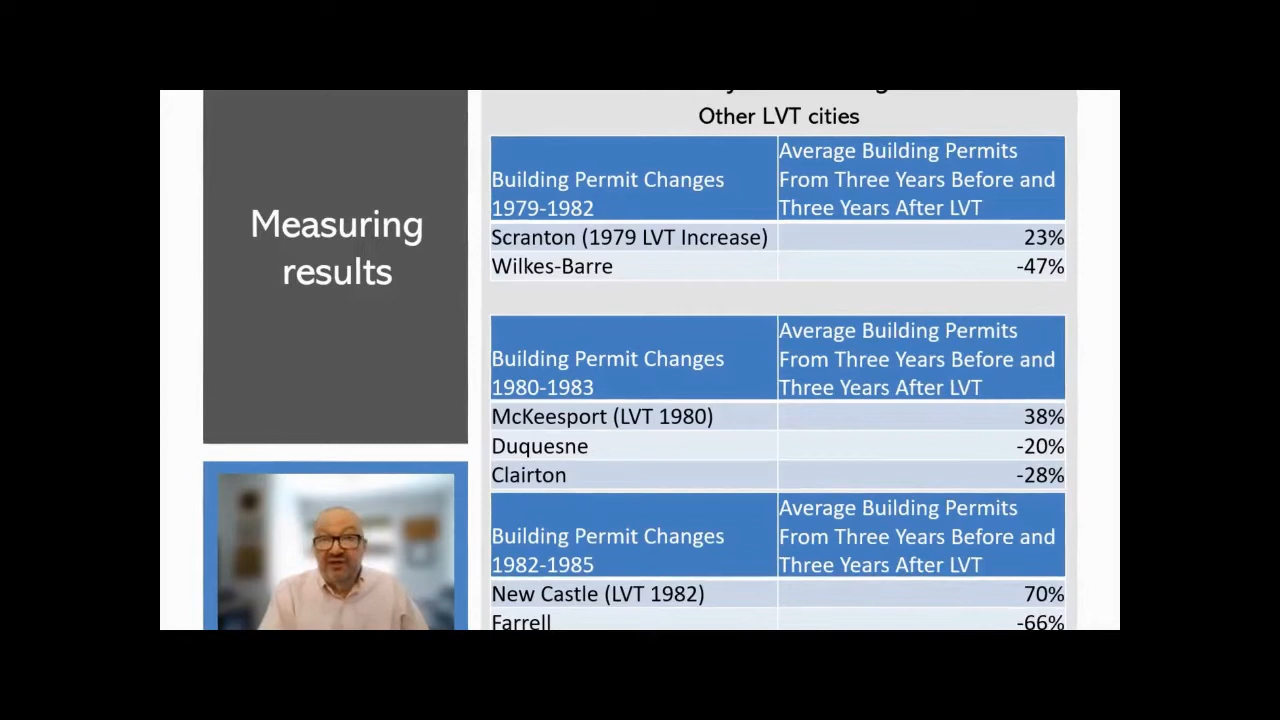 Measuring
results
Other LVT cities
Building Permit Changes
1979-1982
Average Building Permits
From Three Years Before and
Three Years After LVT
Scranton (1979 LVT Increase) 23%
Wilkes-Barre -47%
Building Permit Changes
1980-1983
Average Building Permits
From Three Years Before and
Three Years After LVT
McKeesport (LVT 1980) 38%
Duquesne -20%
Clairton -28%
Building Permit Changes
1982-1985
Average Building Permits
From Three Years Before and
Three Years After LVT
New Castle (LVT 1982) 70%
Farrell -66%